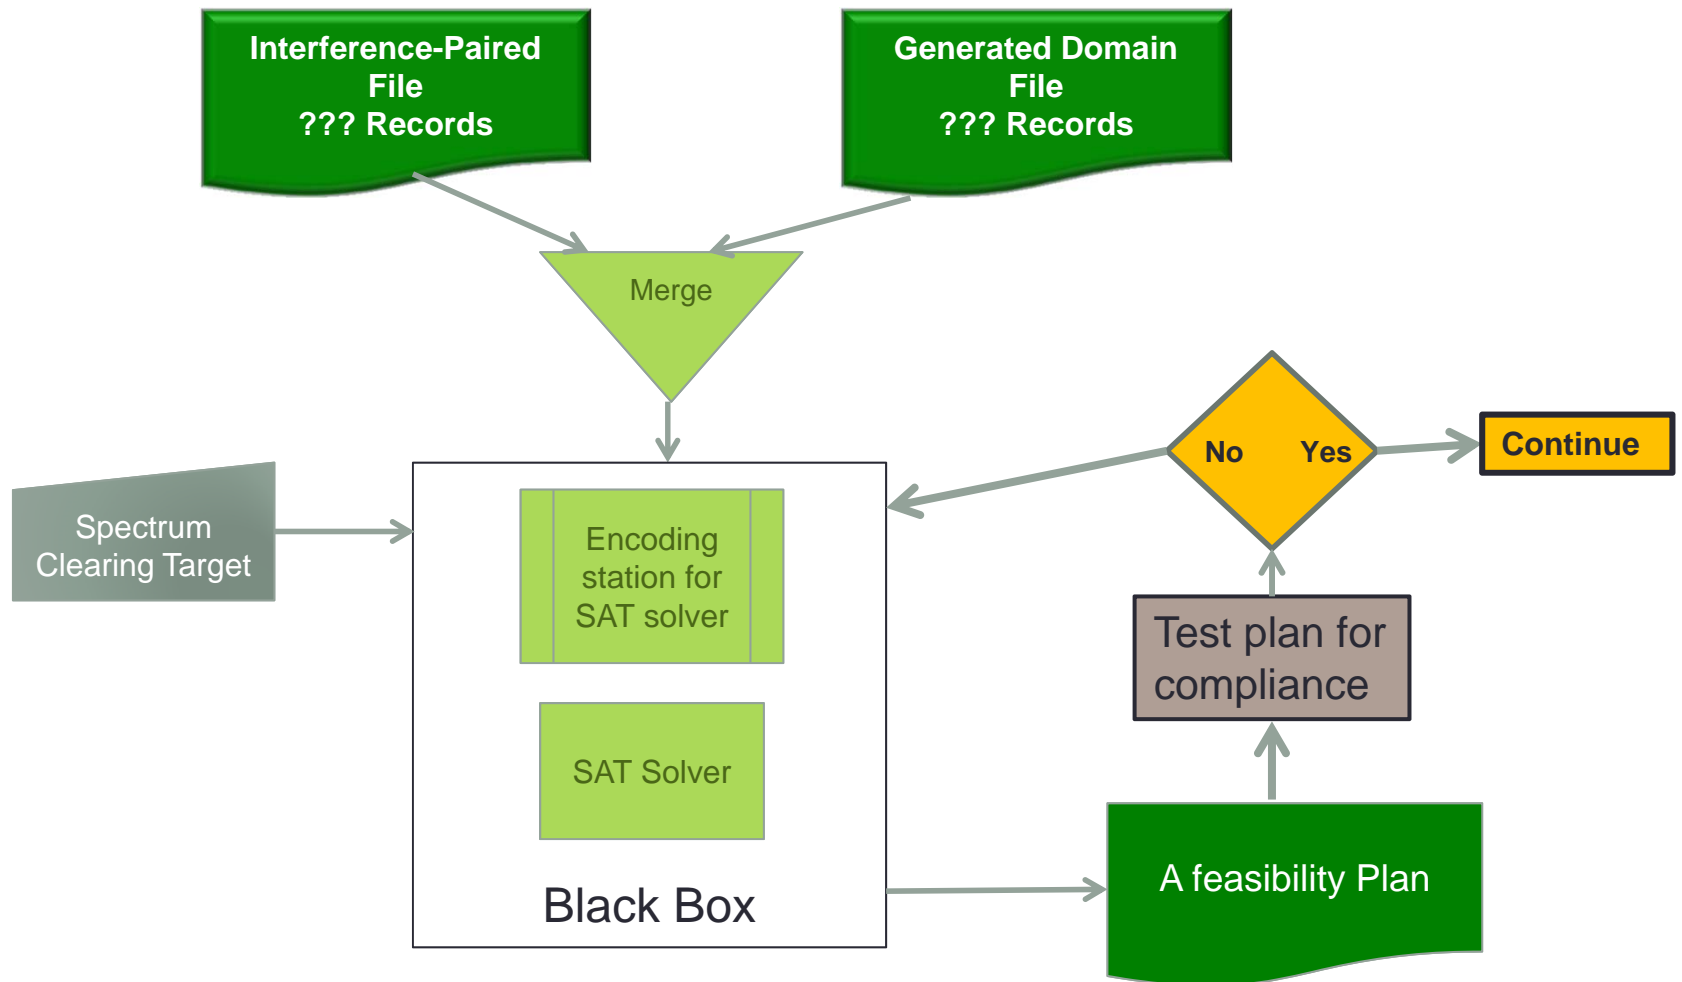 Interference-Paired
File
??? Records
Generated Domain
File
??? Records
Merge
No Yes
Continue
Spectrum
Clearing Target
Encoding
station for
SAT solver
Test plan for
compliance
SAT Solver
A feasibility Plan
Black Box